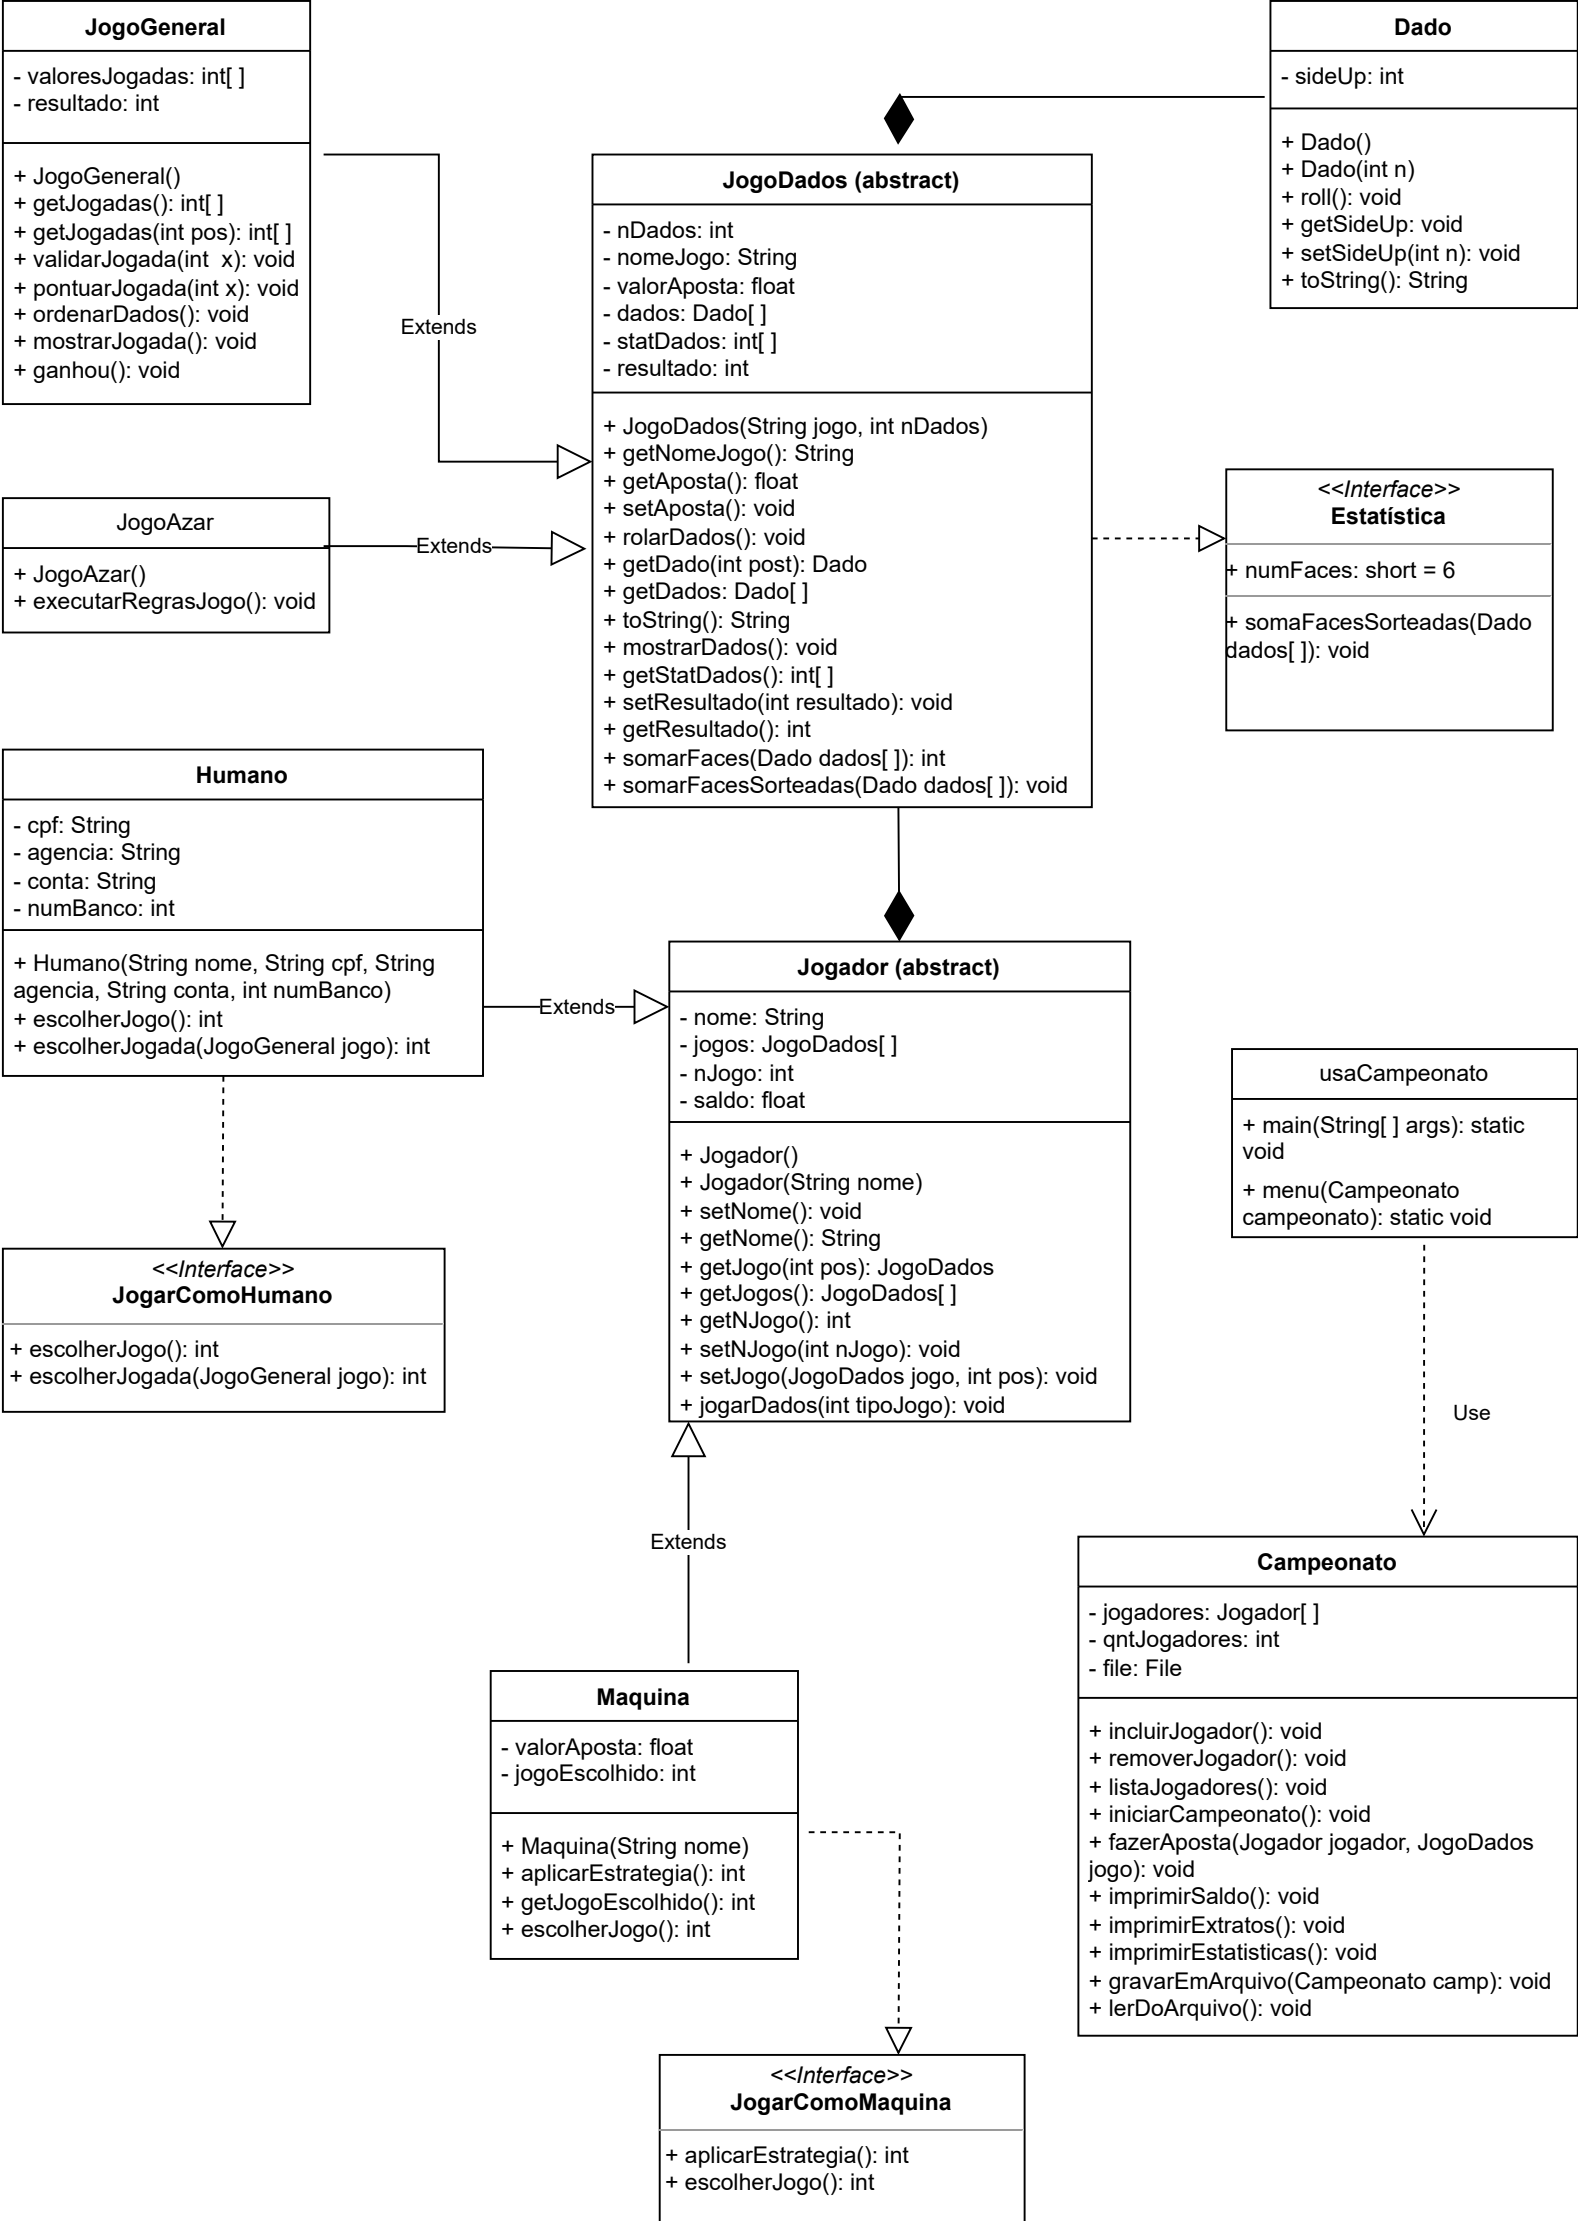 JogoGeneral
- valoresJogadas: int[ ]
- resultado: int
+ JogoGeneral()
+ getJogadas(): int[ ]
+ getJogadas(int pos): int[ ]
+ validarJogada(int  x): void
+ pontuarJogada(int x): void
+ ordenarDados(): void
+ mostrarJogada(): void
+ ganhou(): void
Dado
- sideUp: int
+ Dado()
+ Dado(int n)
+ roll(): void
+ getSideUp: void
+ setSideUp(int n): void
+ toString(): String
JogoDados (abstract)
- nDados: int
- nomeJogo: String
- valorAposta: float
- dados: Dado[ ]
- statDados: int[ ]
- resultado: int
+ JogoDados(String jogo, int nDados)
+ getNomeJogo(): String
+ getAposta(): float
+ setAposta(): void
+ rolarDados(): void
+ getDado(int post): Dado
+ getDados: Dado[ ]
+ toString(): String
+ mostrarDados(): void
+ getStatDados(): int[ ]
+ setResultado(int resultado): void
+ getResultado(): int
+ somarFaces(Dado dados[ ]): int
+ somarFacesSorteadas(Dado dados[ ]): void
Extends
JogoAzar
+ JogoAzar()
+ executarRegrasJogo(): void
Extends
<<Interface>>
Estatística
+ numFaces: short = 6
+ somaFacesSorteadas(Dado
dados[ ]): void
Humano
- cpf: String
- agencia: String
- conta: String
- numBanco: int
+ Humano(String nome, String cpf, String
agencia, String conta, int numBanco)
+ escolherJogo(): int
+ escolherJogada(JogoGeneral jogo): int
Extends
Jogador (abstract)
- nome: String
- jogos: JogoDados[ ]
- nJogo: int
- saldo: float
+ Jogador()
+ Jogador(String nome)
+ setNome(): void
+ getNome(): String
+ getJogo(int pos): JogoDados
+ getJogos(): JogoDados[ ]
+ getNJogo(): int
+ setNJogo(int nJogo): void
+ setJogo(JogoDados jogo, int pos): void
+ jogarDados(int tipoJogo): void
usaCampeonato
+ main(String[ ] args): static
void
+ menu(Campeonato
campeonato): static void
<<Interface>>
JogarComoHumano
+ escolherJogo(): int
+ escolherJogada(JogoGeneral jogo): int
Use
Extends
Campeonato
- jogadores: Jogador[ ]
- qntJogadores: int
- file: File
+ incluirJogador(): void
+ removerJogador(): void
+ listaJogadores(): void
+ iniciarCampeonato(): void
+ fazerAposta(Jogador jogador, JogoDados
jogo): void
+ imprimirSaldo(): void
+ imprimirExtratos(): void
+ imprimirEstatisticas(): void
+ gravarEmArquivo(Campeonato camp): void
+ lerDoArquivo(): void
Maquina
- valorAposta: float
- jogoEscolhido: int
+ Maquina(String nome)
+ aplicarEstrategia(): int
+ getJogoEscolhido(): int
+ escolherJogo(): int
<<Interface>>
JogarComoMaquina
+ aplicarEstrategia(): int
+ escolherJogo(): int